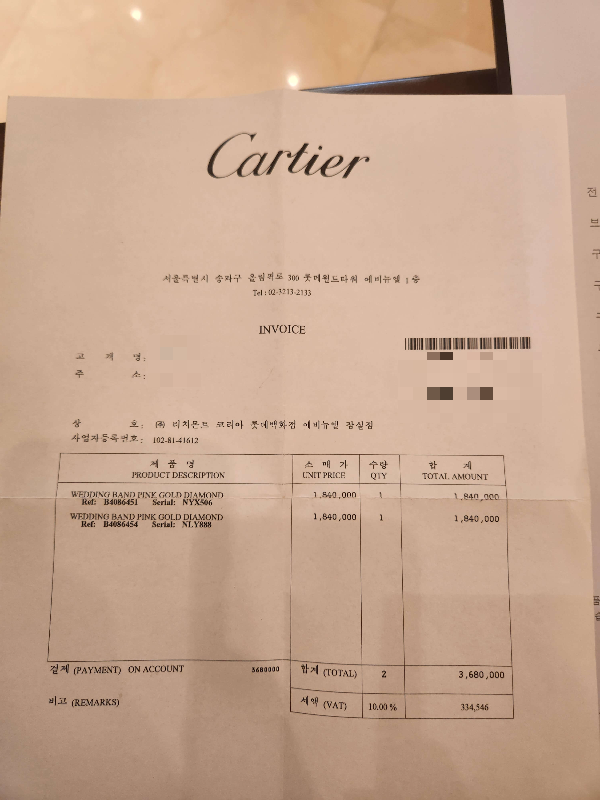 Cartier
서울특별시 송파구 올림픽로 300 롯데월드타워 에비뉴엘 1 층
Tel : 02-3213-2133
INVOICE
고 객 명:
주 소:
상 호: ㈜ 리치몬트 코리아 롯데백화점 에비뉴엘 잠실점
사업자등록번호: 102-81-41612
제 품 명 소 매 가 수량 합 계
PRODUCT DESCRIPTION UNIT PRICE QTY TOTAL AMOUNT
WEDDING BAND PINK GOLD DIAMOND 1,840,000 1 1,840,000
Ref: B4086451 Serial: NYX506
WEDDING BAND PINK GOLD DIAMOND 1,840,000 1 1,840,000
Ref: B4086454 Serial: NLY888
결제 (PAYMENT) ON ACCOUNT 3680000 합계 (TOTAL) 2 3,680,000
비고 (REMARKS) 세액 (VAT) 10.00 % 334,546
전
브
구
구